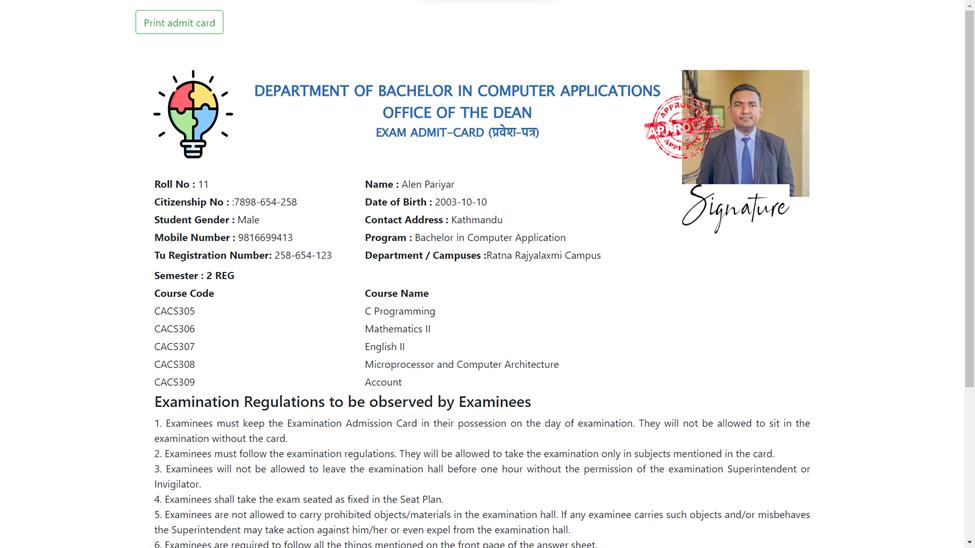 Print admit card
DEPARTMENT OF BACHELOR IN COMPUTER APPLICATIONS
OFFICE OF THE DEAN
EXAM ADMIT-CARD (प्रवेश-पत्र)
APPROVED
Roll No : 11
Name : Alen Pariyar
Citizenship No : :7898-654-258
Date of Birth : 2003-10-10
Student Gender : Male
Contact Address : Kathmandu
Signature
Mobile Number : 9816699413
Program : Bachelor in Computer Application
Tu Registration Number: 258-654-123
Department / Campuses :Ratna Rajyalaxmi Campus
Semester : 2 REG
Course Code
Course Name
CACS305
C Programming
CACS306
Mathematics II
CACS307
English II
CACS308
Microprocessor and Computer Architecture
CACS309
Account
Examination Regulations to be observed by Examinees
1. Examinees must keep the Examination Admission Card in their possession on the day of examination. They will not be allowed to sit in the
examination without the card.
2. Examinees must follow the examination regulations. They will be allowed to take the examination only in subjects mentioned in the card.
3. Examinees will not be allowed to leave the examination hall before one hour without the permission of the examination Superintendent or
Invigilator.
4. Examinees shall take the exam seated as fixed in the Seat Plan.
5. Examinees are not allowed to carry prohibited objects/materials in the examination hall. If any examinee carries such objects and/or misbehaves
the Superintendent may take action against him/her or even expel from the examination hall.
6. Examinees are required to follow all the things mentioned on the front page of the answer sheet.